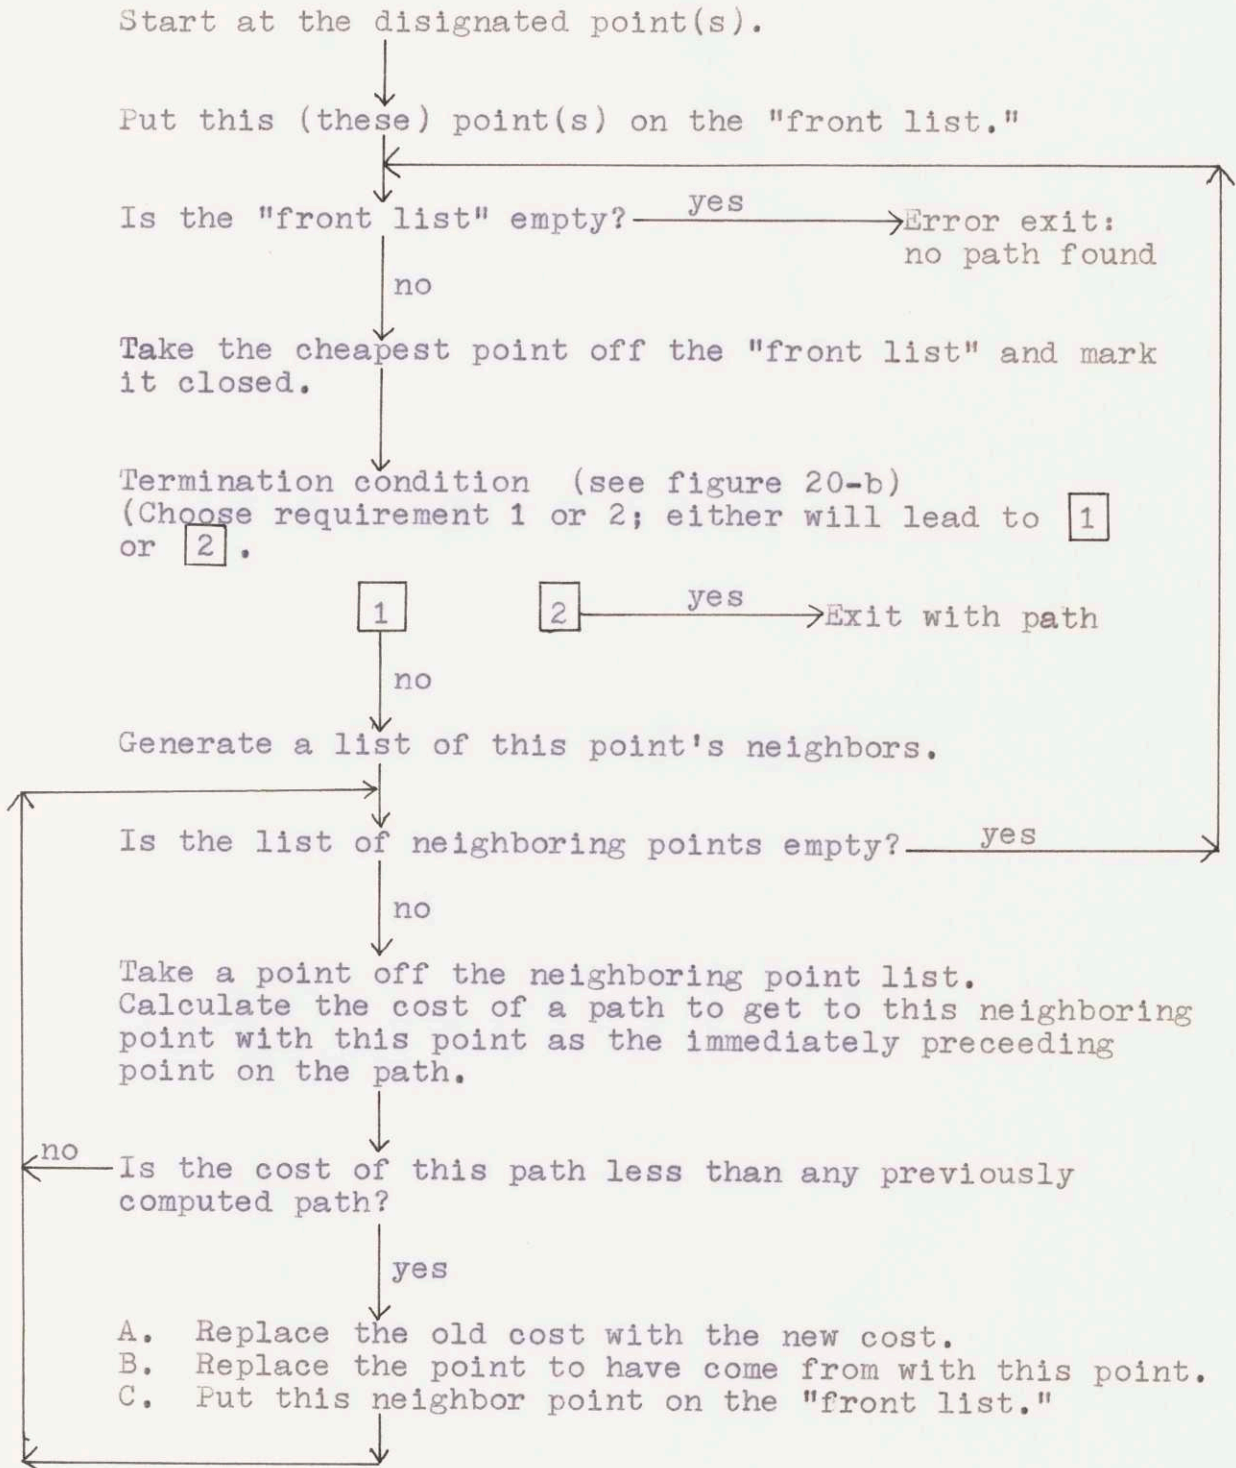 Start at the disignated point(s).
Put this (these) point(s) on the "front list."
Is the "front list" empty? yes Error exit:
no path found
no
Take the cheapest point off the "front list" and mark
it closed.
Termination condition (see figure 20-b)
(Choose requirement 1 or 2; either will lead to 1
or 2 .
1 2 yes Exit with path
no
Generate a list of this point's neighbors.
Is the list of neighboring points empty? yes
no
Take a point off the neighboring point list.
Calculate the cost of a path to get to this neighboring
point with this point as the immediately preceeding
point on the path.
no Is the cost of this path less than any previously
computed path?
yes
A. Replace the old cost with the new cost.
B. Replace the point to have come from with this point.
C. Put this neighbor point on the "front list."